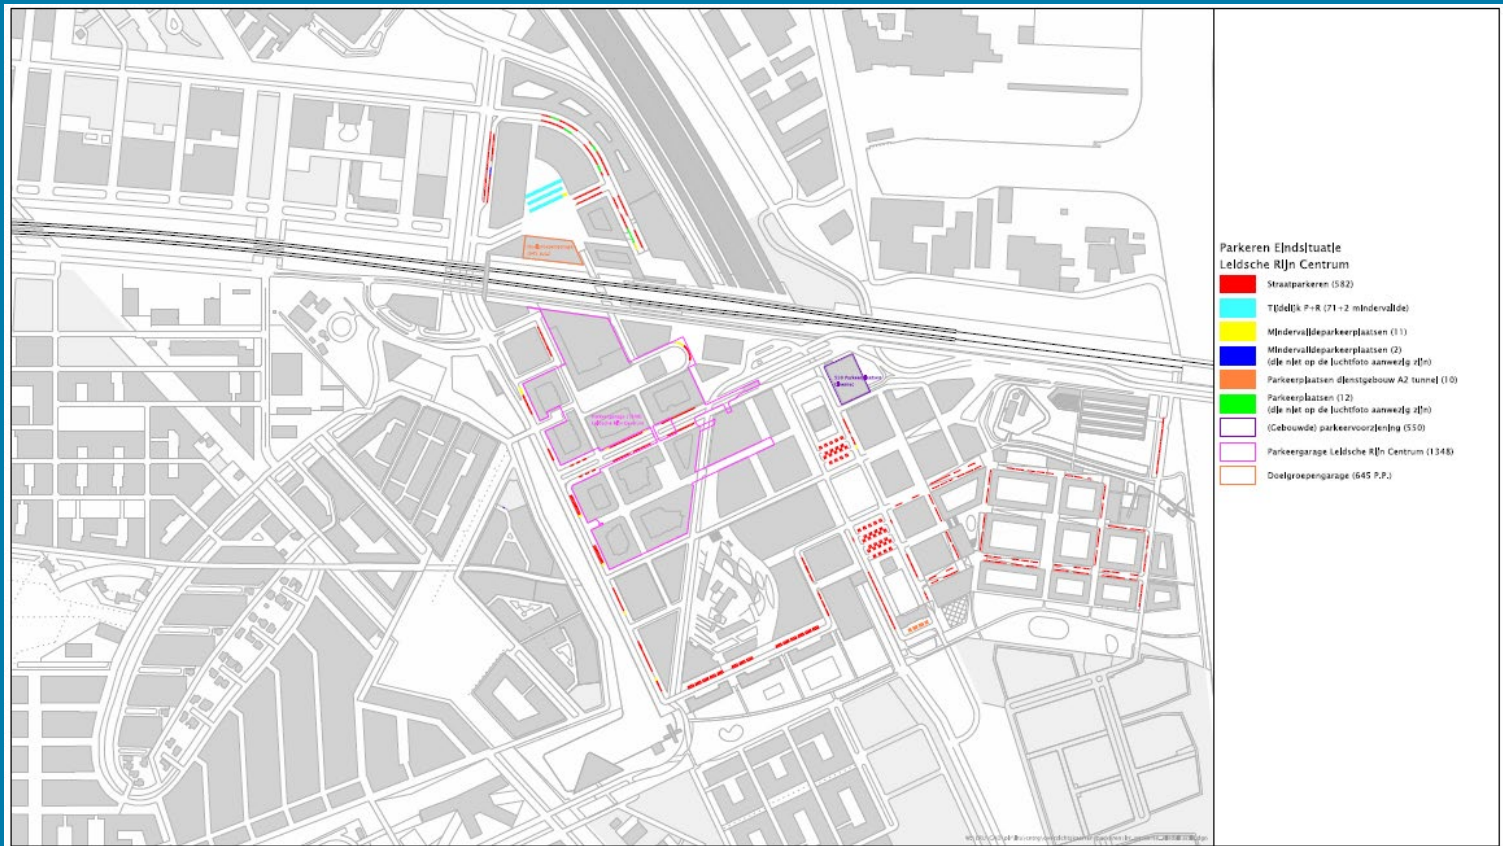 Parkeren Eindsituatie
Leidsche Rijn Centrum
Straatparkeren (582)
Tijdelijk P+R (71+2 mindervalide)
Mindervalideparkeerplaatsen (11)
Mindervalideparkeerplaatsen (2)
(die niet op de luchtfoto aanwezig zijn)
Parkeerplaatsen dienstgebouw A2 tunnel (10)
Parkeerplaatsen (12)
(die niet op de luchtfoto aanwezig zijn)
(Gebouwde) parkeervoorziening (550)
Parkeergarage Leidsche Rijn Centrum (1348)
Doelgroepengarage (645 P.P.)